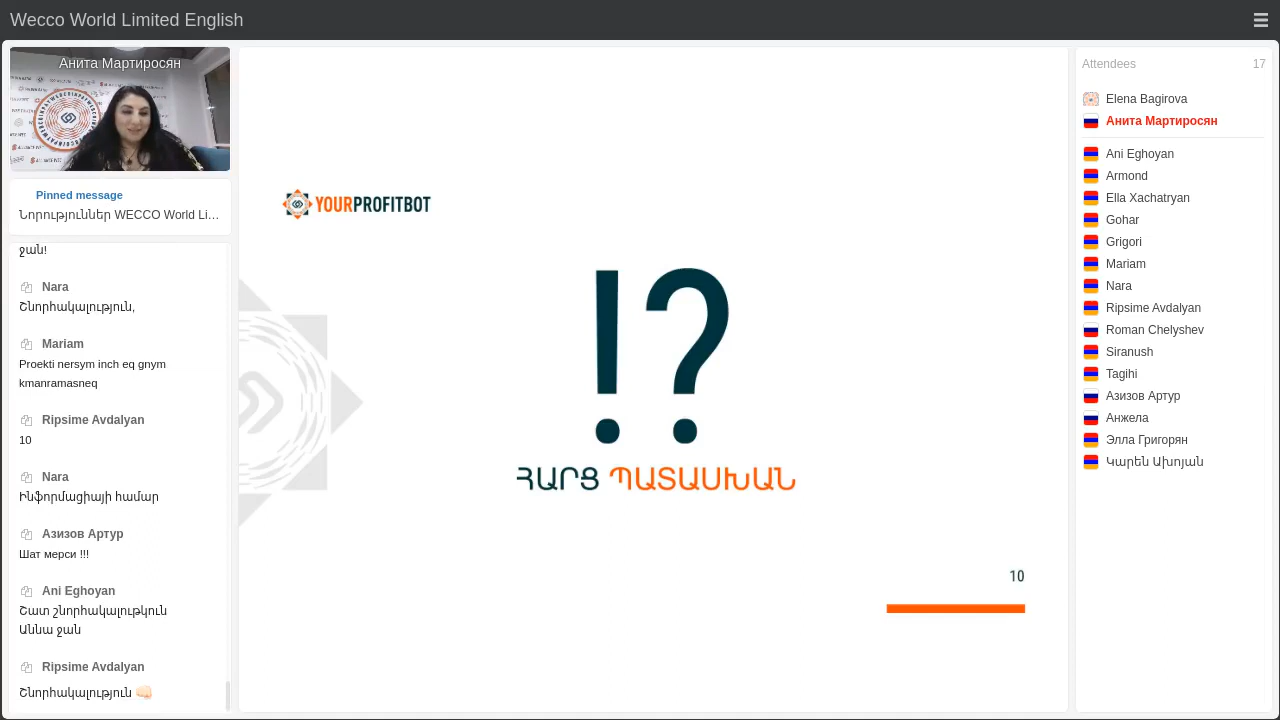 Wecco World Limited English
Анита Мартиросян
Pinned message
Նորություններ WECCO World Li…
ջան!
Nara
Շնորհակալություն,
Mariam
Proekti nersym inch eq gnym
kmanramasneq
Ripsime Avdalyan
10
Nara
Ինֆորմացիայի համար
Азизов Артур
Шат мерси !!!
Ani Eghoyan
Շատ շնորհակալութկուն
Աննա ջան
Ripsime Avdalyan
Շնորհակալություն
YOURPROFITBOT
!?
ՀԱՐՑ ՊԱՏԱՍԽԱՆ
10
Attendees 17
Elena Bagirova
Анита Мартиросян
Ani Eghoyan
Armond
Ella Xachatryan
Gohar
Grigori
Mariam
Nara
Ripsime Avdalyan
Roman Chelyshev
Siranush
Tagihi
Азизов Артур
Анжела
Элла Григорян
Կարեն Ախոյան